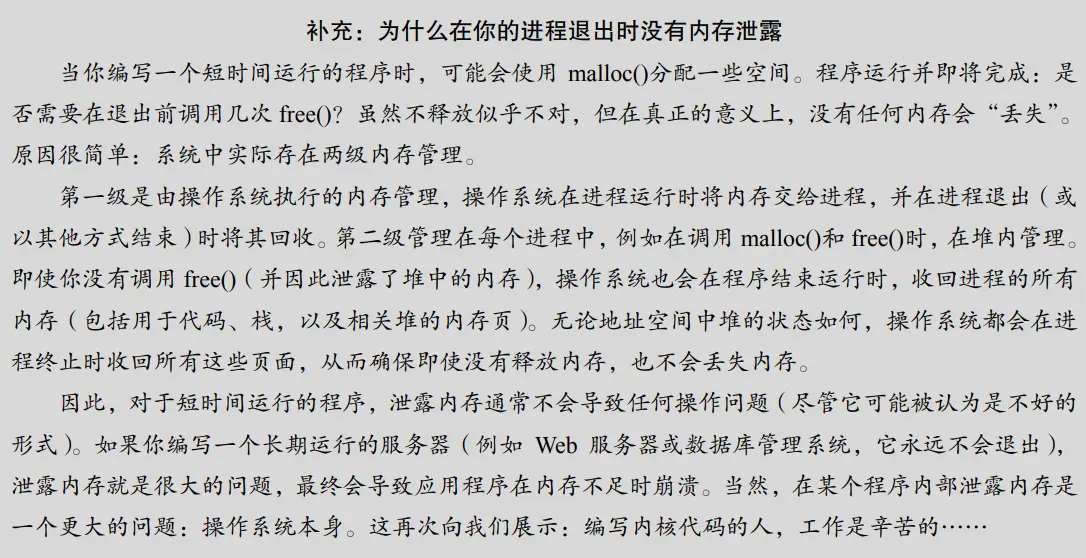 补充：为什么在你的进程退出时没有内存泄露
当你编写一个短时间运行的程序时，可能会使用 malloc()分配一些空间。程序运行并即将完成：是
否需要在退出前调用几次 free()？虽然不释放似乎不对，但在真正的意义上，没有任何内存会“丢失”。
原因很简单：系统中实际存在两级内存管理。
第一级是由操作系统执行的内存管理，操作系统在进程运行时将内存交给进程，并在进程退出（或
以其他方式结束）时将其回收。第二级管理在每个进程中，例如在调用 malloc()和 free()时，在堆内管理。
即使你没有调用 free()（并因此泄露了堆中的内存），操作系统也会在程序结束运行时，收回进程的所有
内存（包括用于代码、栈，以及相关堆的内存页）。无论地址空间中堆的状态如何，操作系统都会在进
程终止时收回所有这些页面，从而确保即使没有释放内存，也不会丢失内存。
因此，对于短时间运行的程序，泄露内存通常不会导致任何操作问题（尽管它可能被认为是不好的
形式）。如果你编写一个长期运行的服务器（例如 Web 服务器或数据库管理系统，它永远不会退出），
泄露内存就是很大的问题，最终会导致应用程序在内存不足时崩溃。当然，在某个程序内部泄露内存是
一个更大的问题：操作系统本身。这再次向我们展示：编写内核代码的人，工作是辛苦的……